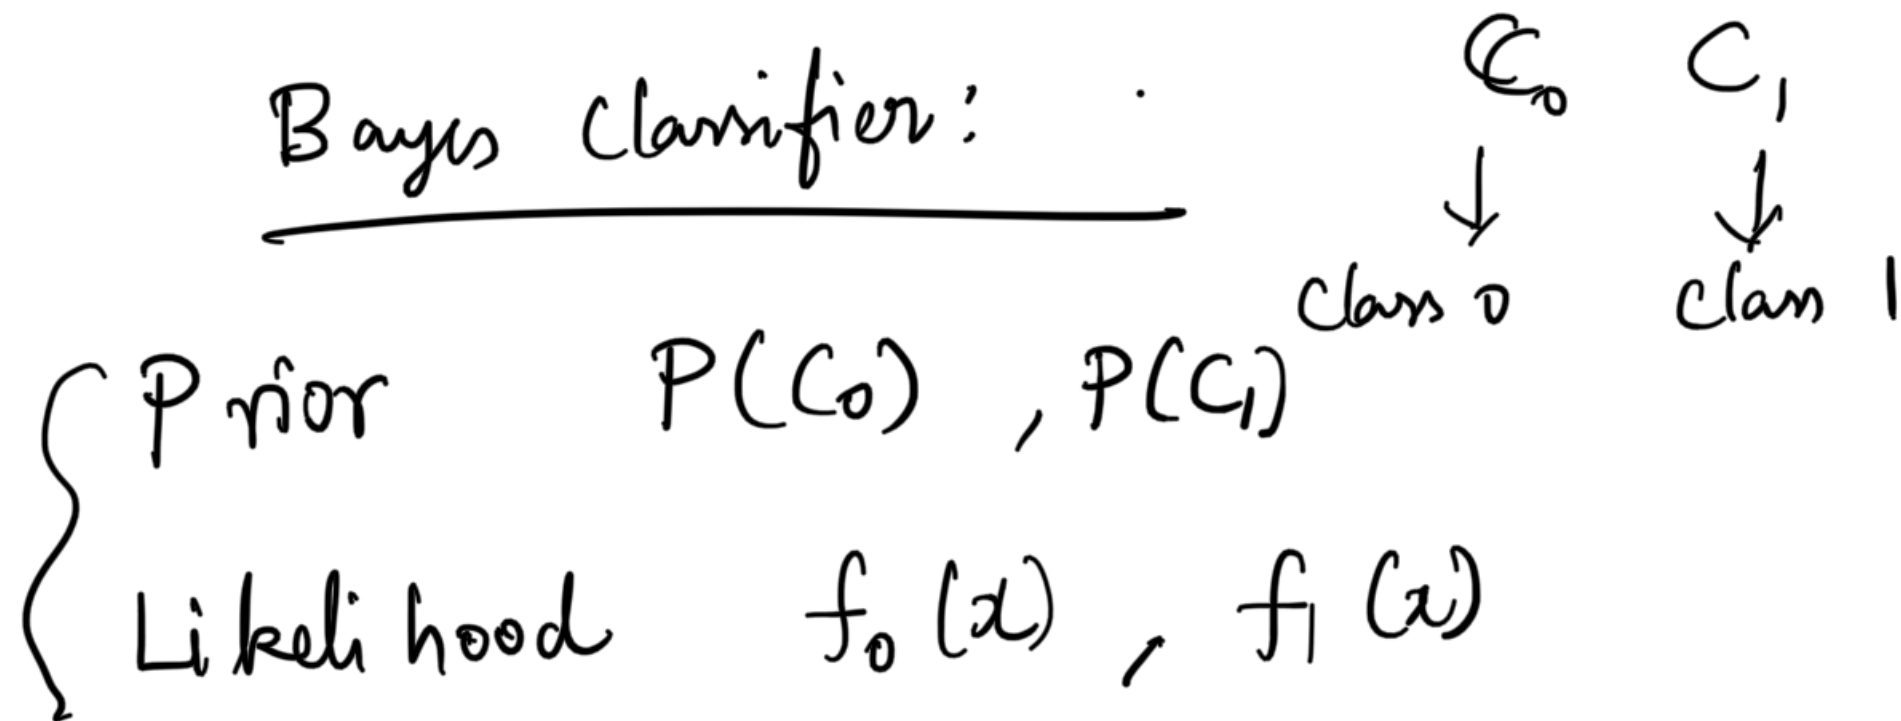 Bayes Classifier: C₀ C₁
↓ ↓
class 0 class 1
Prior P(C₀) , P(C₁)
Likelihood f₀(x) , f₁(x)